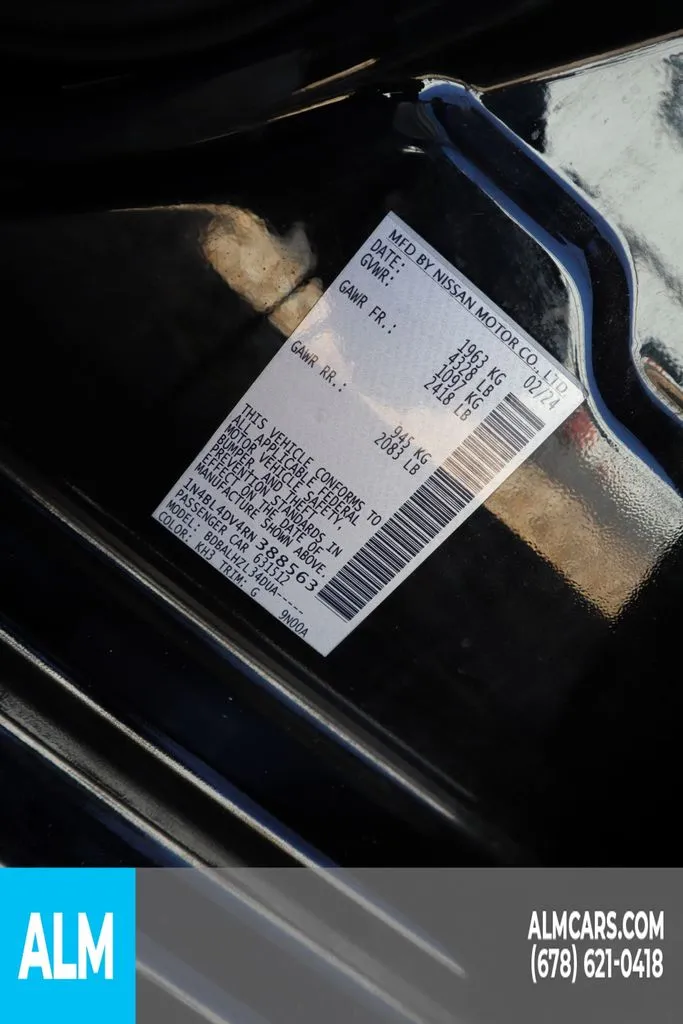 MFD BY NISSAN MOTOR CO., LTD.
DATE: 02/24
GVWR: 1963 KG
4328 LB
GAWR FR.: 1097 KG
2418 LB
GAWR RR.: 945 KG
2083 LB
THIS VEHICLE CONFORMS TO
ALL APPLICABLE FEDERAL
MOTOR VEHICLE SAFETY
BUMPER, AND THEFT
PREVENTION STANDARDS IN
EFFECT ON THE DATE OF
MANUFACTURE SHOWN ABOVE.
1N4BL4DV4RN 388563
PASSENGER CAR 631512
MODEL: BDBALHZL34DUA-----
COLOR: KH3 TRIM: G 9N00A
ALM
ALMCARS.COM
(678) 621-0418